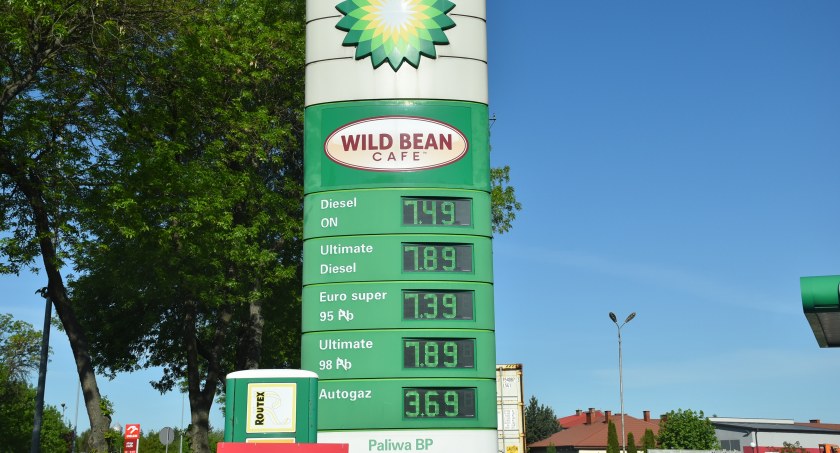 WILD BEAN
CAFE™
Diesel
ON
7.49
Ultimate
Diesel
7.89
Euro super
95 Pb
7.39
Ultimate
98 Pb
7.89
Autogaz
3.69
Paliwa BP
ROUTEX